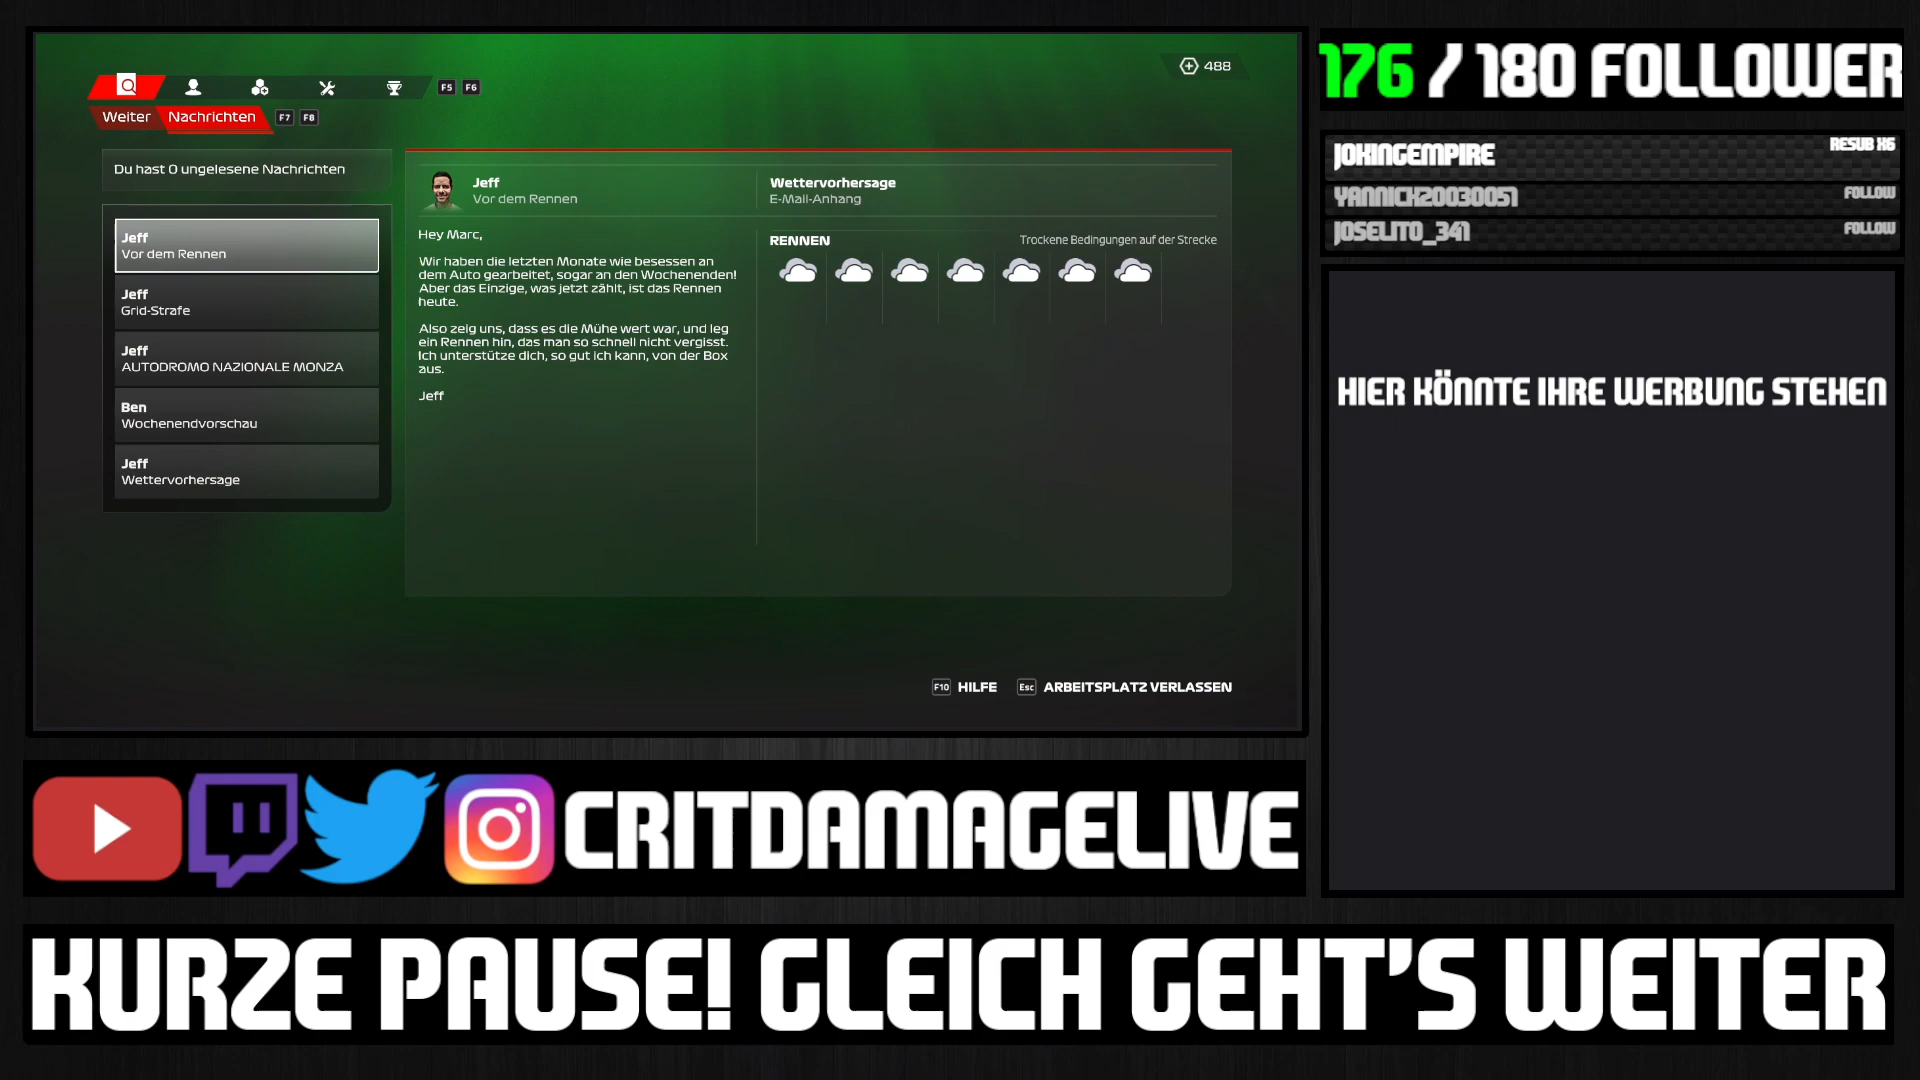 488
F5 F6
Weiter Nachrichten F7 F8
Du hast 0 ungelesene Nachrichten
Jeff
Vor dem Rennen
Jeff
Grid-Strafe
Jeff
AUTODROMO NAZIONALE MONZA
Ben
Wochenendvorschau
Jeff
Wettervorhersage
Jeff
Vor dem Rennen
Hey Marc,
Wir haben die letzten Monate wie besessen an
dem Auto gearbeitet, sogar an den Wochenenden!
Aber das Einzige, was jetzt zählt, ist das Rennen
heute.
Also zeig uns, dass es die Mühe wert war, und leg
ein Rennen hin, das man so schnell nicht vergisst.
Ich unterstütze dich, so gut ich kann, von der Box
aus.
Jeff
Wettervorhersage
E-Mail-Anhang
RENNEN Trockene Bedingungen auf der Strecke
F10 HILFE Esc ARBEITSPLATZ VERLASSEN
176 / 180 FOLLOWER
JOKINGEMPIRE RESUB X6
YANNICK20030051 FOLLOW
JOSELITO_341 FOLLOW
HIER KÖNNTE IHRE WERBUNG STEHEN
CRITDAMAGELIVE
KURZE PAUSE! GLEICH GEHT'S WEITER